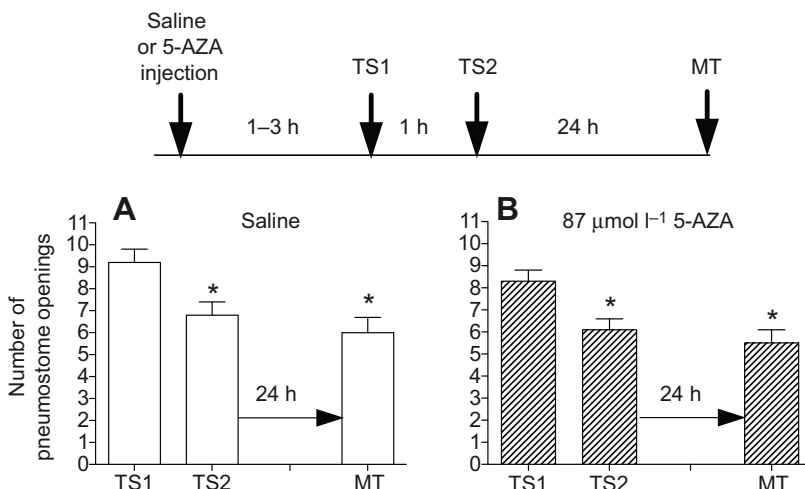 Saline
or 5-AZA
injection
TS1
TS2
MT
1–3 h
1 h
24 h
A
Saline
Number of
pneumostome openings
11
10
9
8
7
6
5
4
3
2
1
0
*
*
24 h
TS1
TS2
MT
B
87 μmol l⁻¹ 5-AZA
11
10
9
8
7
6
5
4
3
2
1
0
*
*
24 h
TS1
TS2
MT